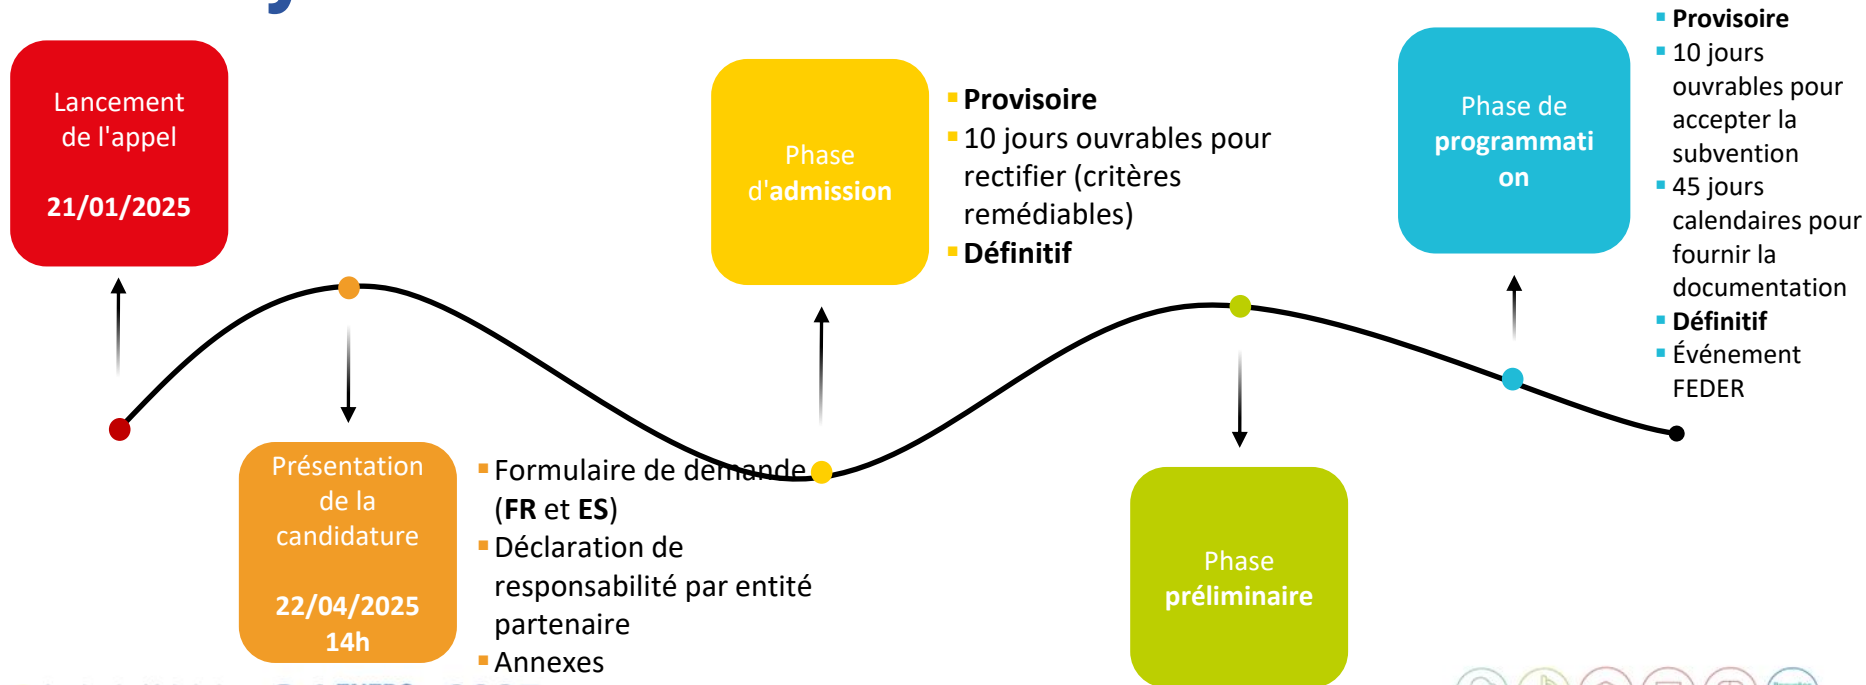 Lancement
de l'appel
21/01/2025
Présentation
de la
candidature
22/04/2025
14h
Formulaire de demande
(FR et ES)
Déclaration de
responsabilité par entité
partenaire
Annexes
Phase
d'admission
Provisoire
10 jours ouvrables pour
rectifier (critères
remédiables)
Définitif
Phase
préliminaire
Phase de
programmati
on
Provisoire
10 jours
ouvrables pour
accepter la
subvention
45 jours
calendaires pour
fournir la
documentation
Définitif
Événement
FEDER